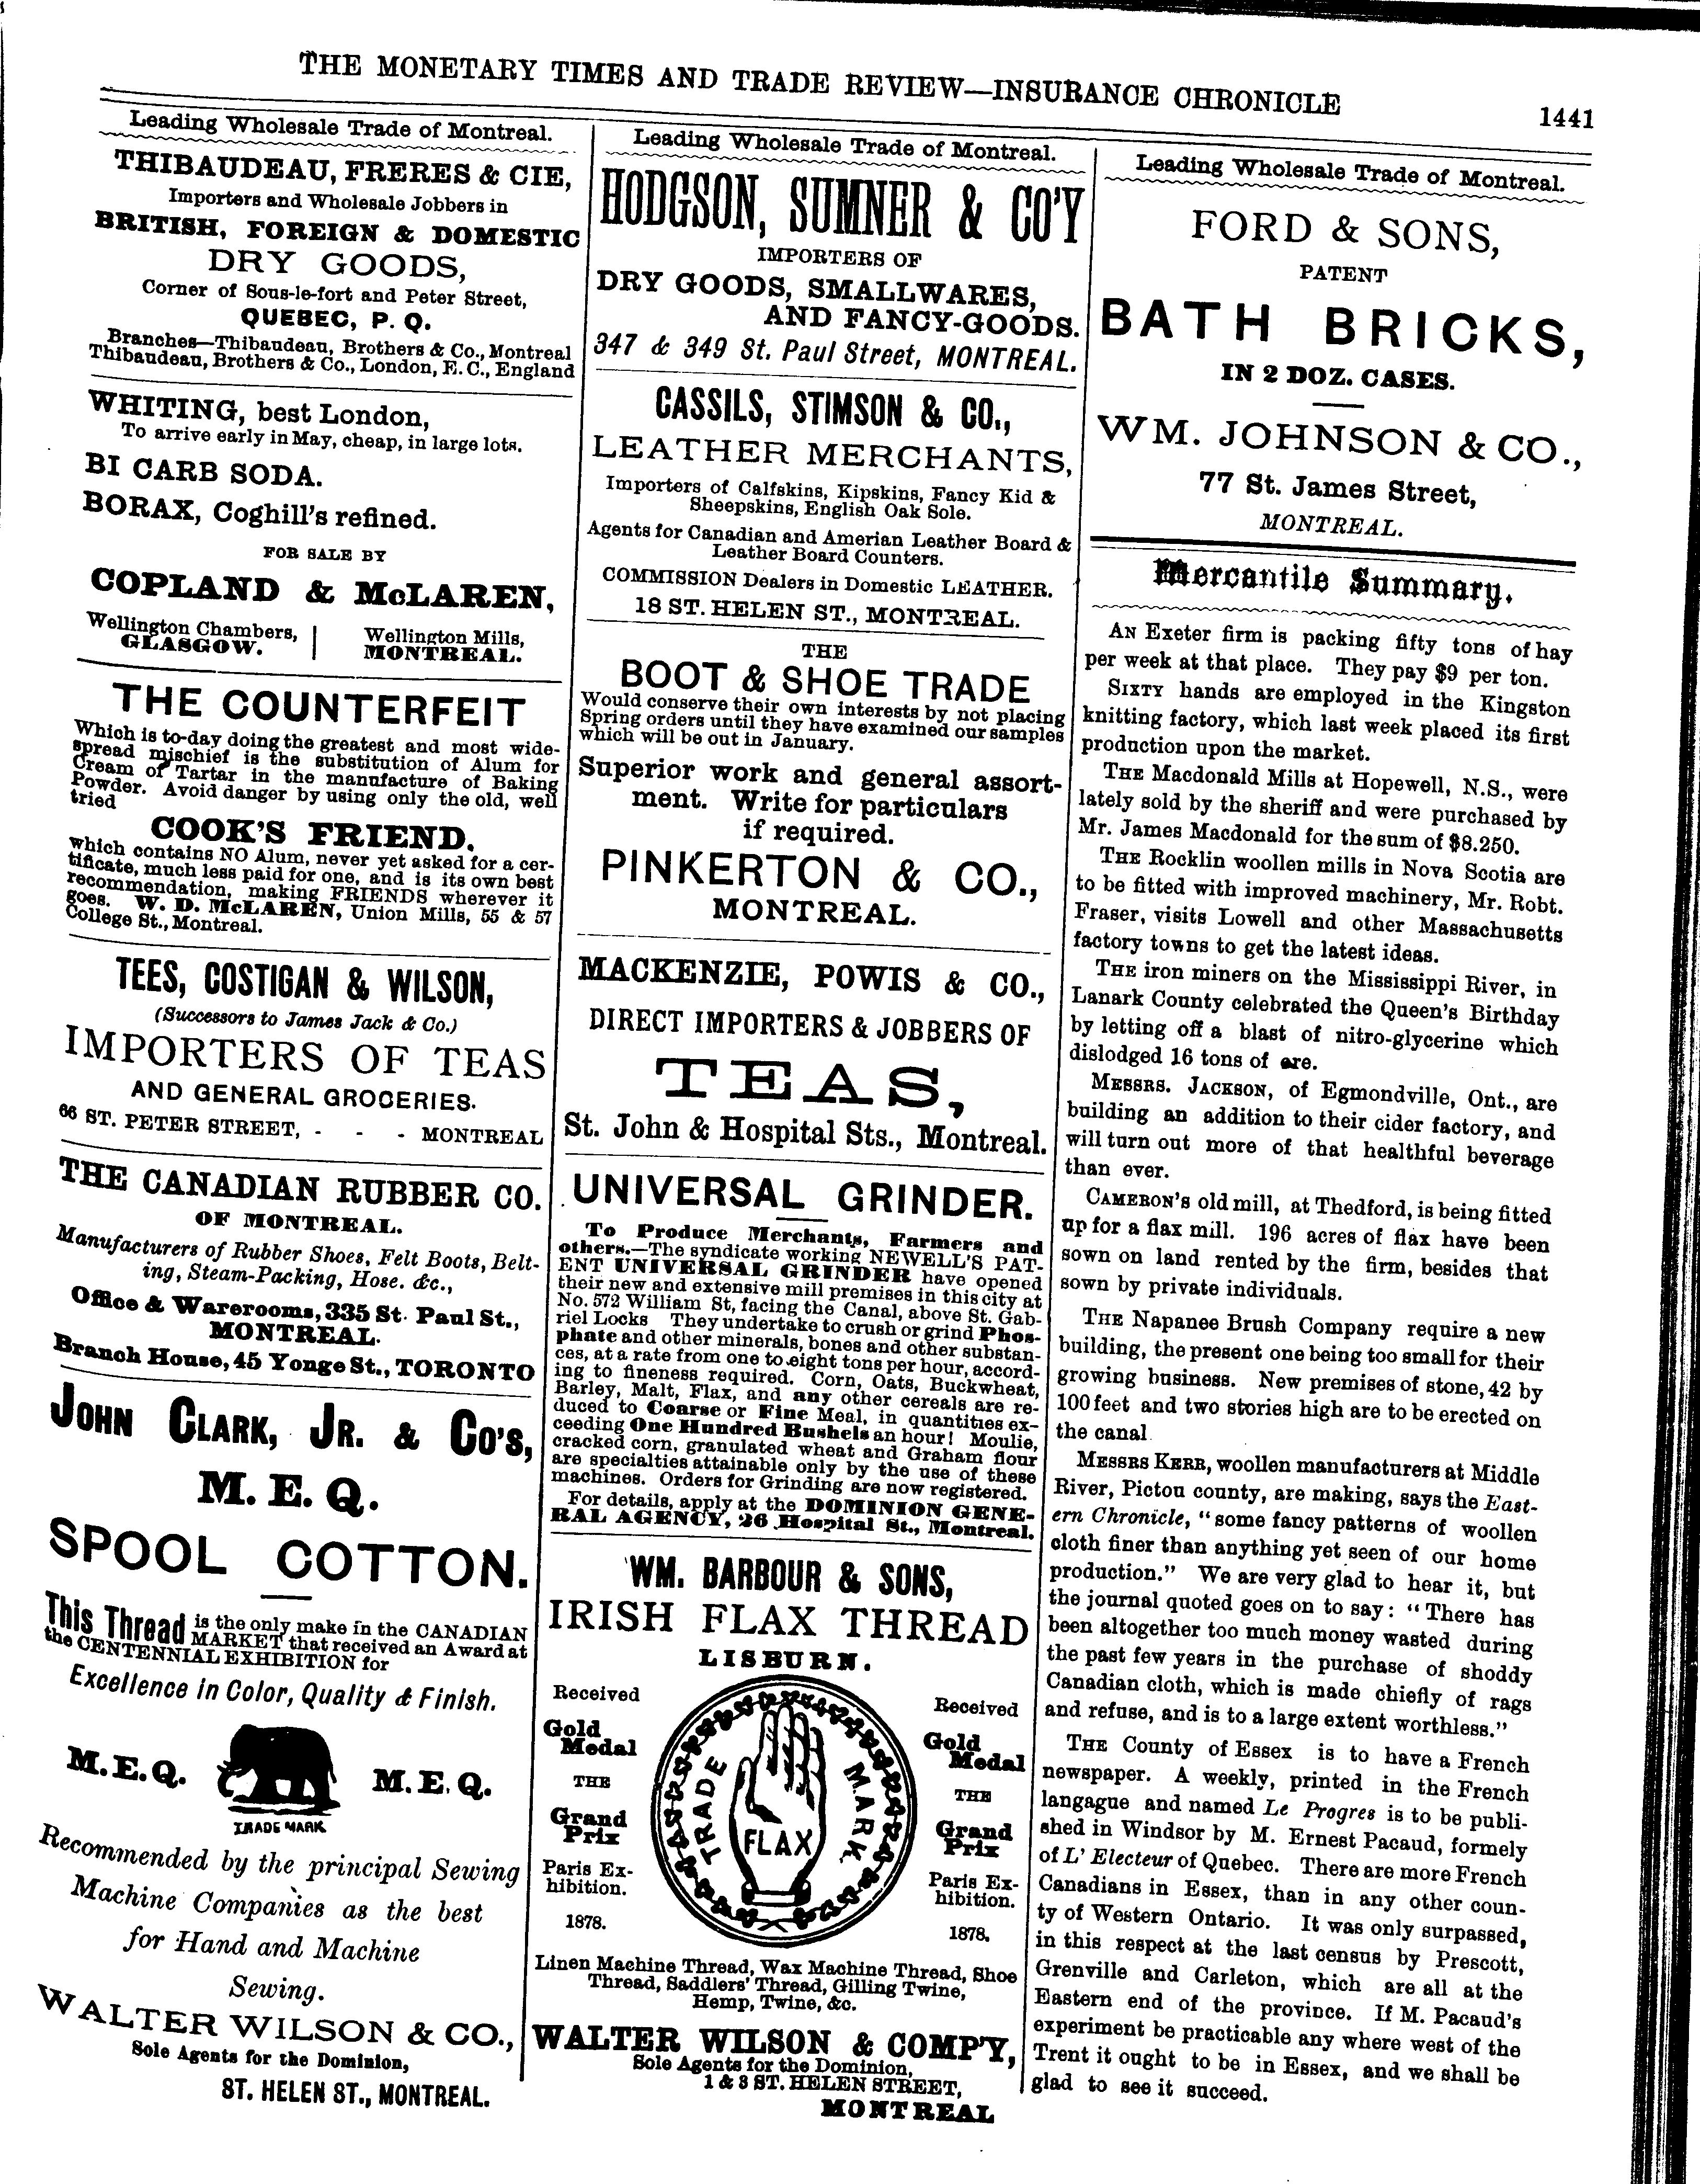 THE MONETARY TIMES AND TRADE REVIEW—INSURANCE CHRONICLE
1441
Leading Wholesale Trade of Montreal.
THIBAUDEAU, FRERES & CIE,
Importers and Wholesale Jobbers in
BRITISH, FOREIGN & DOMESTIC
DRY GOODS,
Corner of Sous-le-fort and Peter Street,
QUEBEC, P. Q.
Branches—Thibaudeau, Brothers & Co., Montreal
Thibaudeau, Brothers & Co., London, E. C., England
WHITING, best London,
To arrive early in May, cheap, in large lots.
BI CARB SODA.
BORAX, Coghill's refined.
FOR SALE BY
COPLAND & McLAREN,
Wellington Chambers,
GLASGOW.
Wellington Mills,
MONTREAL.
THE COUNTERFEIT
Which is to-day doing the greatest and most wide-
spread mischief is the substitution of Alum for
Cream of Tartar in the manufacture of Baking
Powder. Avoid danger by using only the old, well
tried
COOK'S FRIEND.
which contains NO Alum, never yet asked for a cer-
tificate, much less paid for one, and is its own best
recommendation, making FRIENDS wherever it
goes. W. D. McLAREN, Union Mills, 55 & 57
College St., Montreal.
TEES, COSTIGAN & WILSON,
(Successors to James Jack & Co.)
IMPORTERS OF TEAS
AND GENERAL GROCERIES.
66 ST. PETER STREET, - - - MONTREAL
THE CANADIAN RUBBER CO.
OF MONTREAL.
Manufacturers of Rubber Shoes, Felt Boots, Belt-
ing, Steam-Packing, Hose. &c.,
Office & Warerooms, 335 St. Paul St.,
MONTREAL.
Branch House, 45 Yonge St., TORONTO
JOHN CLARK, JR. & CO'S,
M. E. Q.
SPOOL COTTON.
This Thread is the only make in the CANADIAN
MARKET that received an Award at
the CENTENNIAL EXHIBITION for
Excellence in Color, Quality & Finish.
M.E.Q. M.E.Q.
TRADE MARK
Recommended by the principal Sewing
Machine Companies as the best
for Hand and Machine
Sewing.
WALTER WILSON & CO.,
Sole Agents for the Dominion,
ST. HELEN ST., MONTREAL.
Leading Wholesale Trade of Montreal.
HODGSON, SUMNER & CO'Y
IMPORTERS OF
DRY GOODS, SMALLWARES,
AND FANCY-GOODS.
347 & 349 St. Paul Street, MONTREAL.
CASSILS, STIMSON & CO.,
LEATHER MERCHANTS,
Importers of Calfskins, Kipskins, Fancy Kid &
Sheepskins, English Oak Sole.
Agents for Canadian and Amerian Leather Board &
Leather Board Counters.
COMMISSION Dealers in Domestic LEATHER.
18 ST. HELEN ST., MONTREAL.
THE
BOOT & SHOE TRADE
Would conserve their own interests by not placing
Spring orders until they have examined our samples
which will be out in January.
Superior work and general assort-
ment. Write for particulars
if required.
PINKERTON & CO.,
MONTREAL.
MACKENZIE, POWIS & CO.,
DIRECT IMPORTERS & JOBBERS OF
TEAS,
St. John & Hospital Sts., Montreal.
UNIVERSAL GRINDER.
To Produce Merchants, Farmers and
others.—The syndicate working NEWELL'S PAT-
ENT UNIVERSAL GRINDER have opened
their new and extensive mill premises in this city at
No. 572 William St, facing the Canal, above St. Gab-
riel Locks They undertake to crush or grind Phos-
phate and other minerals, bones and other substan-
ces, at a rate from one to eight tons per hour, accord-
ing to fineness required. Corn, Oats, Buckwheat,
Barley, Malt, Flax, and any other cereals are re-
duced to Coarse or Fine Meal, in quantities ex-
ceeding One Hundred Bushels an hour! Moulie,
cracked corn, granulated wheat and Graham flour
are specialties attainable only by the use of these
machines. Orders for Grinding are now registered.
For details, apply at the DOMINION GENE-
RAL AGENCY, 26 Hospital St., Montreal.
WM. BARBOUR & SONS,
IRISH FLAX THREAD
LISBURN.
Received
Gold
Medal
THE
Grand
Prix
Paris Ex-
hibition.
1878.
TRADE MARK
FLAX
Received
Gold
Medal
THE
Grand
Prix
Paris Ex-
hibition.
1878.
Linen Machine Thread, Wax Machine Thread, Shoe
Thread, Saddlers' Thread, Gilling Twine,
Hemp, Twine, &c.
WALTER WILSON & COMP'Y,
Sole Agents for the Dominion,
1 & 3 ST. HELEN STREET,
MONTREAL
Leading Wholesale Trade of Montreal.
FORD & SONS,
PATENT
BATH BRICKS,
IN 2 DOZ. CASES.
WM. JOHNSON & CO.,
77 St. James Street,
MONTREAL.
Mercantile Summary.
AN Exeter firm is packing fifty tons of hay
per week at that place. They pay $9 per ton.
SIXTY hands are employed in the Kingston
knitting factory, which last week placed its first
production upon the market.
THE Macdonald Mills at Hopewell, N.S., were
lately sold by the sheriff and were purchased by
Mr. James Macdonald for the sum of $8.250.
THE Rocklin woollen mills in Nova Scotia are
to be fitted with improved machinery, Mr. Robt.
Fraser, visits Lowell and other Massachusetts
factory towns to get the latest ideas.
THE iron miners on the Mississippi River, in
Lanark County celebrated the Queen's Birthday
by letting off a blast of nitro-glycerine which
dislodged 16 tons of ore.
MESSRS. JACKSON, of Egmondville, Ont., are
building an addition to their cider factory, and
will turn out more of that healthful beverage
than ever.
CAMERON'S old mill, at Thedford, is being fitted
up for a flax mill. 196 acres of flax have been
sown on land rented by the firm, besides that
sown by private individuals.
THE Napanee Brush Company require a new
building, the present one being too small for their
growing business. New premises of stone, 42 by
100 feet and two stories high are to be erected on
the canal
MESSRS KERR, woollen manufacturers at Middle
River, Pictou county, are making, says the East-
ern Chronicle, "some fancy patterns of woollen
cloth finer than anything yet seen of our home
production." We are very glad to hear it, but
the journal quoted goes on to say: "There has
been altogether too much money wasted during
the past few years in the purchase of shoddy
Canadian cloth, which is made chiefly of rags
and refuse, and is to a large extent worthless."
THE County of Essex is to have a French
newspaper. A weekly, printed in the French
langague and named Le Progres is to be publi-
shed in Windsor by M. Ernest Pacaud, formely
of L' Electeur of Quebec. There are more French
Canadians in Essex, than in any other coun-
ty of Western Ontario. It was only surpassed,
in this respect at the last census by Prescott,
Grenville and Carleton, which are all at the
Eastern end of the province. If M. Pacaud's
experiment be practicable any where west of the
Trent it ought to be in Essex, and we shall be
glad to see it succeed.